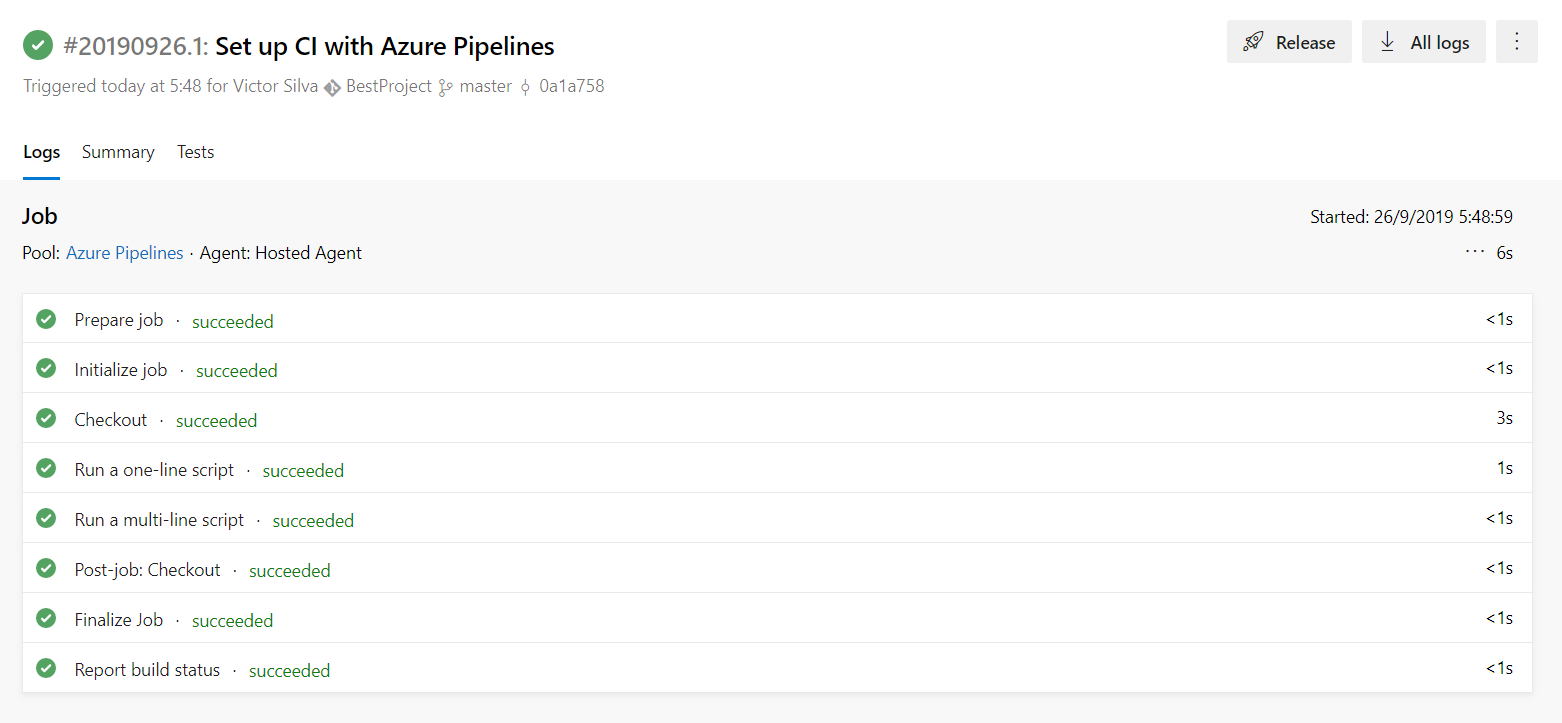 #20190926.1: Set up CI with Azure Pipelines
Release
All logs
Triggered today at 5:48 for Victor Silva BestProject master 0a1a758
Logs Summary Tests
Job
Started: 26/9/2019 5:48:59
Pool: Azure Pipelines · Agent: Hosted Agent
··· 6s
Prepare job · succeeded <1s
Initialize job · succeeded <1s
Checkout · succeeded 3s
Run a one-line script · succeeded 1s
Run a multi-line script · succeeded <1s
Post-job: Checkout · succeeded <1s
Finalize Job · succeeded <1s
Report build status · succeeded <1s